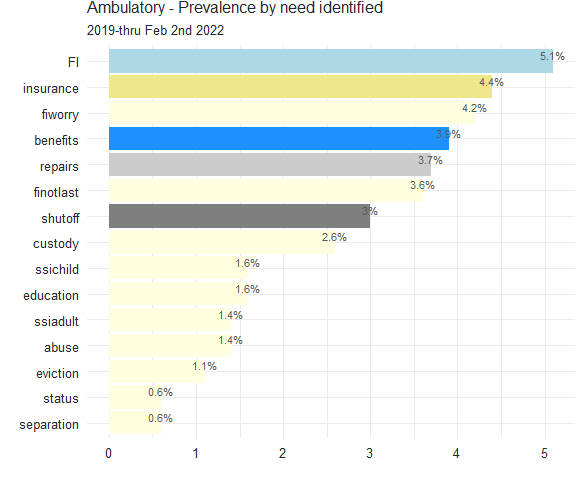 Ambulatory - Prevalence by need identified
2019-thru Feb 2nd 2022
FI 5.1%
insurance 4.4%
fiworry 4.2%
benefits 3.9%
repairs 3.7%
finotlast 3.6%
shutoff 3%
custody 2.6%
ssichild 1.6%
education 1.6%
ssiadult 1.4%
abuse 1.4%
eviction 1.1%
status 0.6%
separation 0.6%
0 1 2 3 4 5